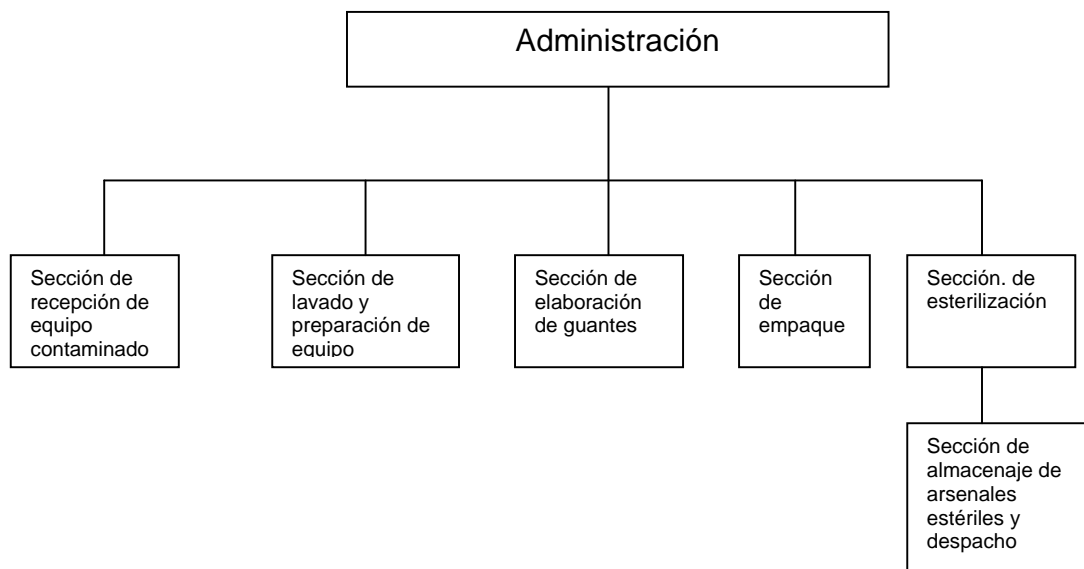 Administración
Sección de
recepción de
equipo
contaminado
Sección de
lavado y
preparación de
equipo
Sección de
elaboración
de guantes
Sección
de
empaque
Sección. de
esterilización
Sección de
almacenaje de
arsenales
estériles y
despacho